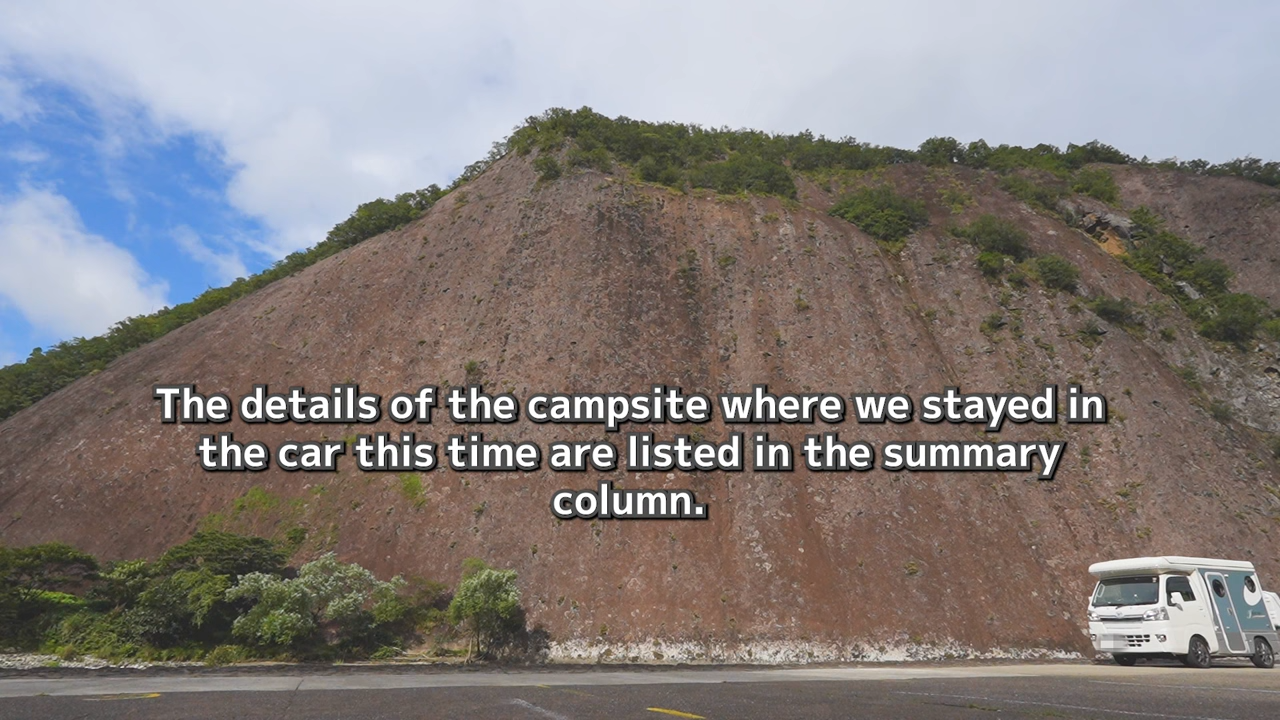 The details of the campsite where we stayed in
the car this time are listed in the summary
column.